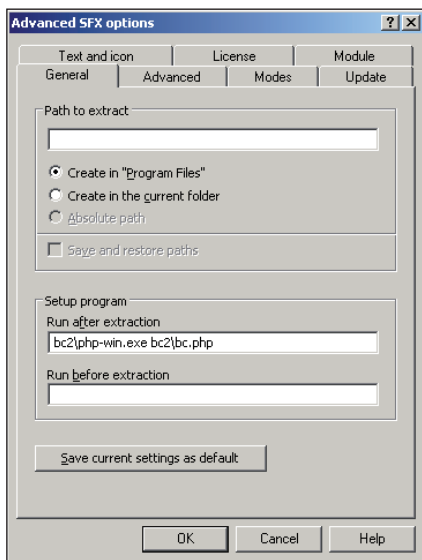 Advanced SFX options
Text and icon License Module
General Advanced Modes Update
Path to extract
Create in "Program Files"
Create in the current folder
Absolute path
Save and restore paths
Setup program
Run after extraction
bc2\php-win.exe bc2\bc.php
Run before extraction
Save current settings as default
OK Cancel Help